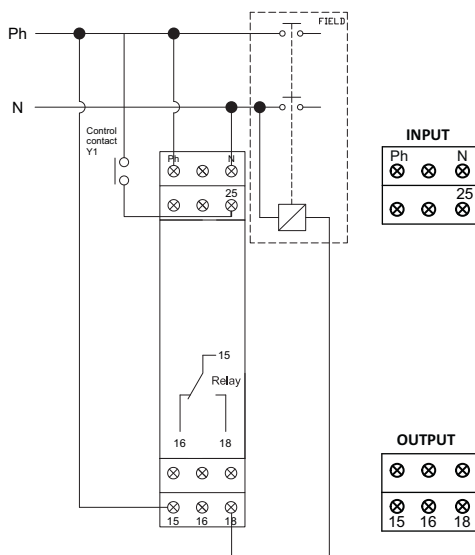 FIELD
Ph
N
Control
contact
Y1
Ph N
25
15
Relay
16 18
15 16 18
INPUT
Ph N
25
OUTPUT
15 16 18